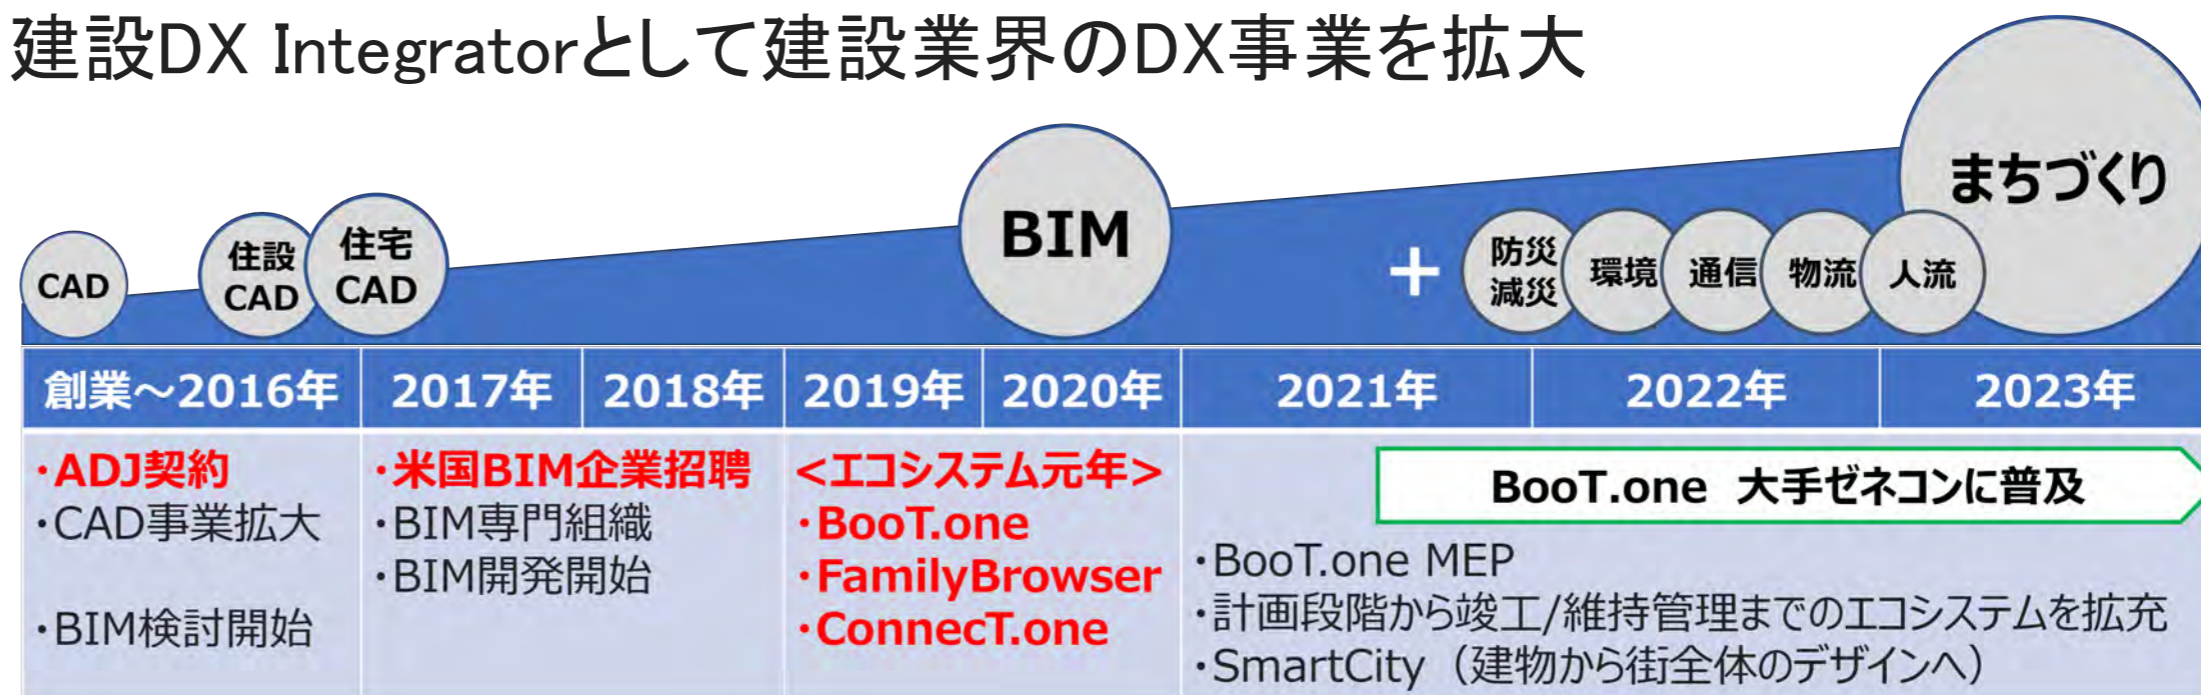 建設DX Integratorとして建設業界のDX事業を拡大
CAD
住設
CAD
住宅
CAD
BIM
+
防災
減災
環境
通信
物流
人流
まちづくり
創業～2016年
2017年
2018年
2019年
2020年
2021年
2022年
2023年
・ADJ契約
・CAD事業拡大
・BIM検討開始
・米国BIM企業招聘
・BIM専門組織
・BIM開発開始
<エコシステム元年>
・BooT.one
・FamilyBrowser
・ConnecT.one
BooT.one 大手ゼネコンに普及
・BooT.one MEP
・計画段階から竣工/維持管理までのエコシステムを拡充
・SmartCity（建物から街全体のデザインへ）